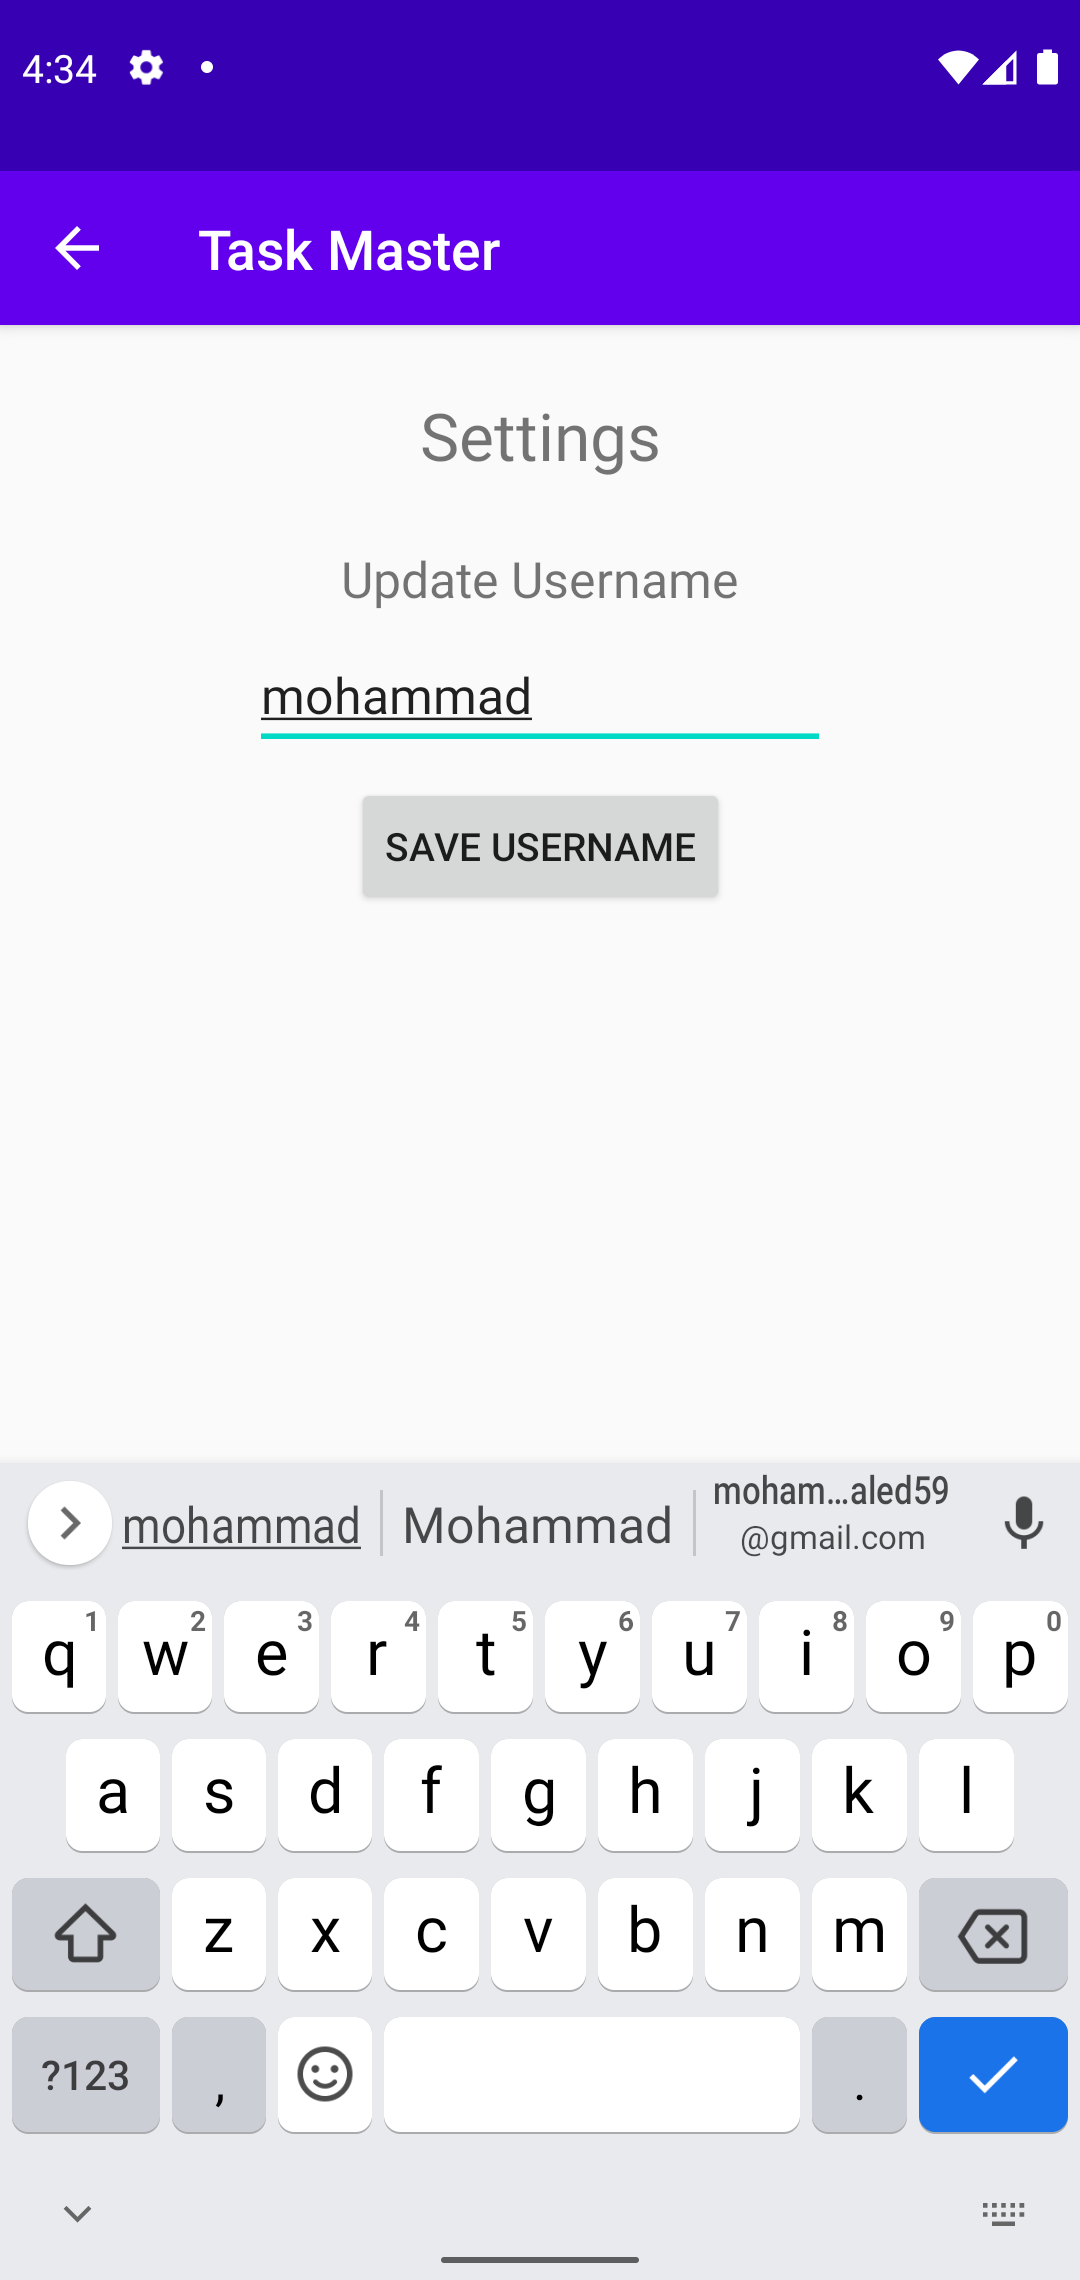 4:34
Task Master
Settings
Update Username
mohammad
SAVE USERNAME
mohammad Mohammad moham...aled59
@gmail.com
1 2 3 4 5 6 7 8 9 0
q w e r t y u i o p
a s d f g h j k l
z x c v b n m
?123 , .